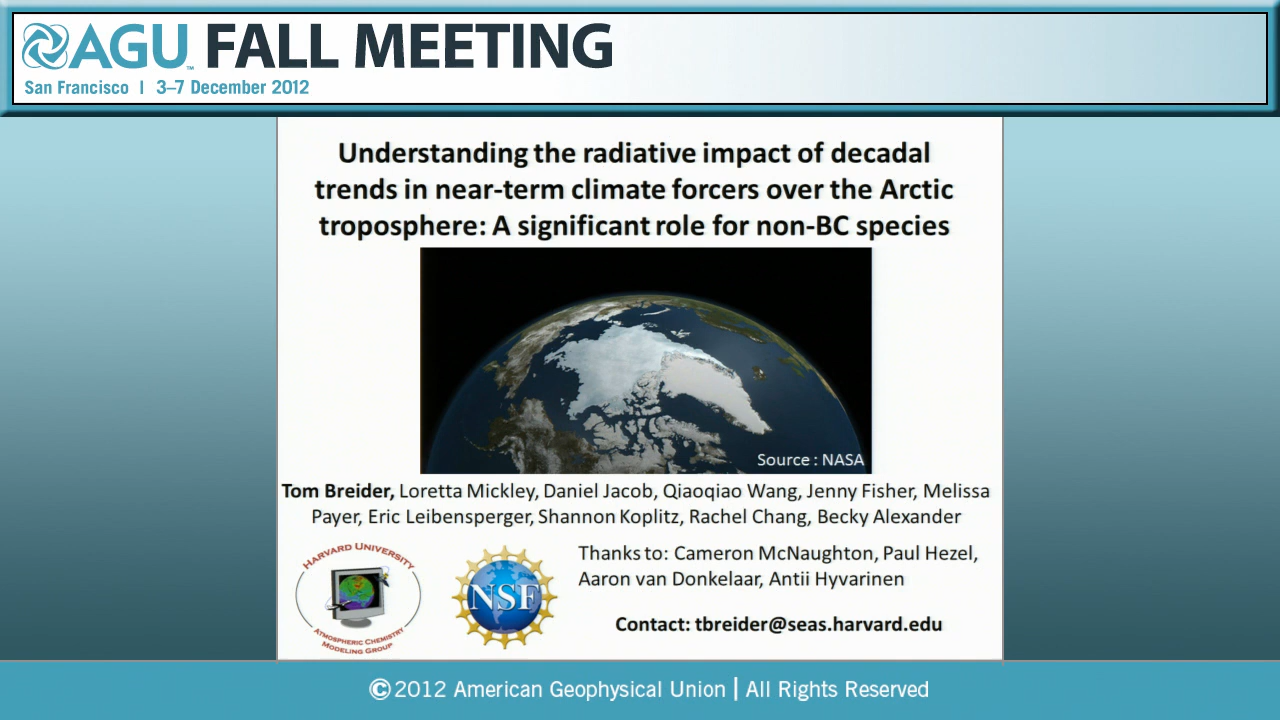 AGU™ FALL MEETING
San Francisco | 3–7 December 2012
Understanding the radiative impact of decadal
trends in near-term climate forcers over the Arctic
troposphere: A significant role for non-BC species
Source : NASA
Tom Breider, Loretta Mickley, Daniel Jacob, Qiaoqiao Wang, Jenny Fisher, Melissa
Payer, Eric Leibensperger, Shannon Koplitz, Rachel Chang, Becky Alexander
HARVARD UNIVERSITY
ATMOSPHERIC CHEMISTRY
MODELING GROUP
NSF
Thanks to: Cameron McNaughton, Paul Hezel,
Aaron van Donkelaar, Antii Hyvarinen
Contact: tbreider@seas.harvard.edu
©2012 American Geophysical Union | All Rights Reserved